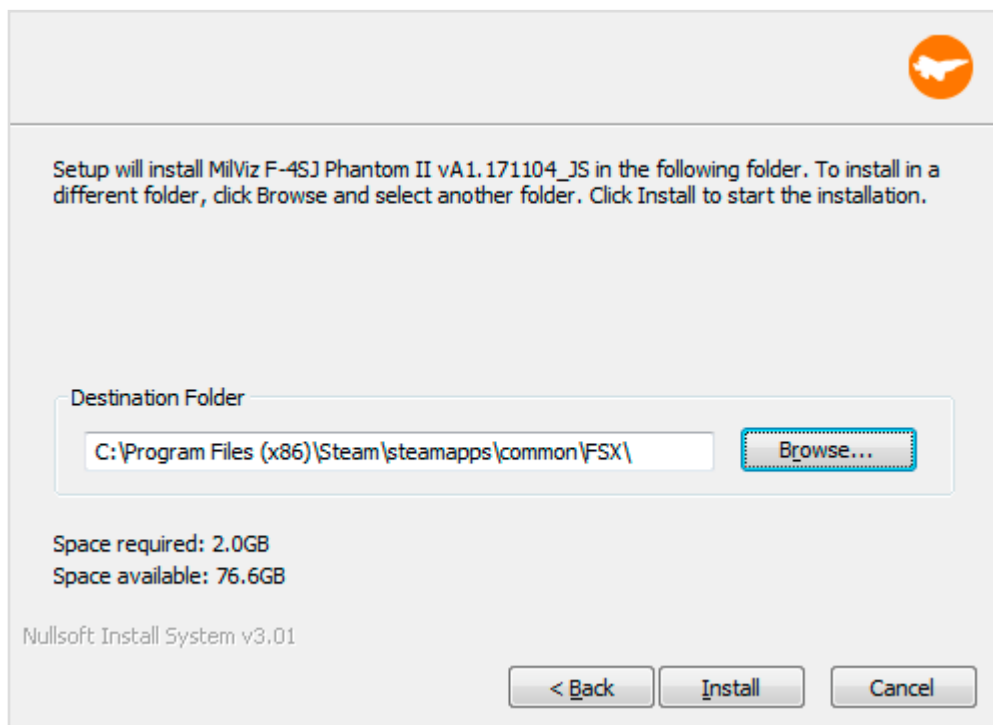 Setup will install MilViz F-4SJ Phantom II vA1.171104_JS in the following folder. To install in a
different folder, click Browse and select another folder. Click Install to start the installation.
Destination Folder
C:\Program Files (x86)\Steam\steamapps\common\FSX\
Browse...
Space required: 2.0GB
Space available: 76.6GB
Nullsoft Install System v3.01
< Back
Install
Cancel